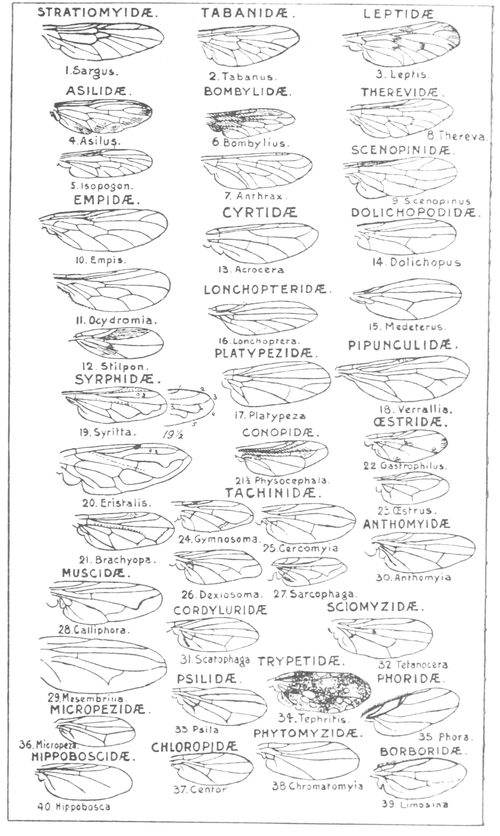 STRATIOMYIDÆ. TABANIDÆ. LEPTIDÆ
1. Sargus. 2. Tabanus. 3. Leptis.
ASILIDÆ. BOMBYLIDÆ. THEREVIDÆ.
4. Asilus. 6. Bombylius. 8. Thereva.
SCENOPINIDÆ.
5. Isopogon. 7. Anthrax. 9. Scenopinus
EMPIDÆ. CYRTIDÆ DOLICHOPODIDÆ.
10. Empis. 13. Acrocera 14. Dolichopus
LONCHOPTERIDÆ.
11. Ocydromia. 16. Lonchoptera. 15. Medeterus.
PLATYPEZIDÆ. PIPUNCULIDÆ.
12. Stilpon.
SYRPHIDÆ.
17. Platypeza 18. Verrallia.
19. Syritta. 19½ CONOPIDÆ. ŒSTRIDÆ.
1 2 3 4 5
21½ Physocephala. 22 Gastrophilus.
20. Eristalis. TACHINIDÆ.
23 Œstrus.
24. Gymnosoma. 25. Cercomyia ANTHOMYIDÆ
21. Brachyopa. 30. Anthomyia
MUSCIDÆ. 26. Dexiosoma. 27. Sarcophaga.
28. Calliphora. CORDYLURIDÆ SCIOMYZIDÆ.
31. Scatophaga 32 Tetanocera.
TRYPETIDÆ.
29. Mesembrina. PSILIDÆ. PHORIDÆ.
MICROPEZIDÆ.
33. Psila 34. Tephritis. 35. Phora.
36. Micropeza. CHLOROPIDÆ PHYTOMYZIDÆ.
HIPPOBOSCIDÆ. BORBORIDÆ.
40. Hippobosca 37. Centor 38. Chromatomyia 39. Limosina